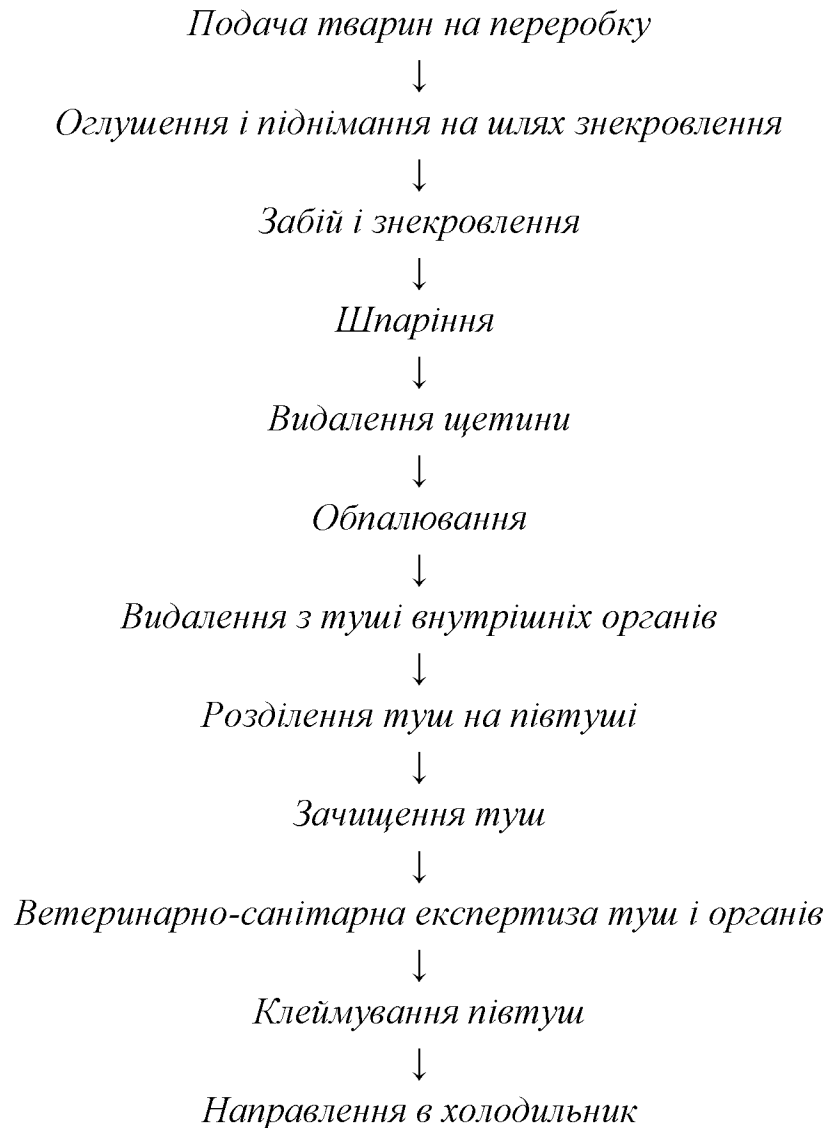 Подача тварин на переробку
↓
Оглушення і піднімання на шлях знекровлення
↓
Забій і знекровлення
↓
Шпаріння
↓
Видалення щетини
↓
Обпалювання
↓
Видалення з туші внутрішніх органів
↓
Розділення туш на півтуші
↓
Зачищення туш
↓
Ветеринарно-санітарна експертиза туш і органів
↓
Клеймування півтуш
↓
Направлення в холодильник